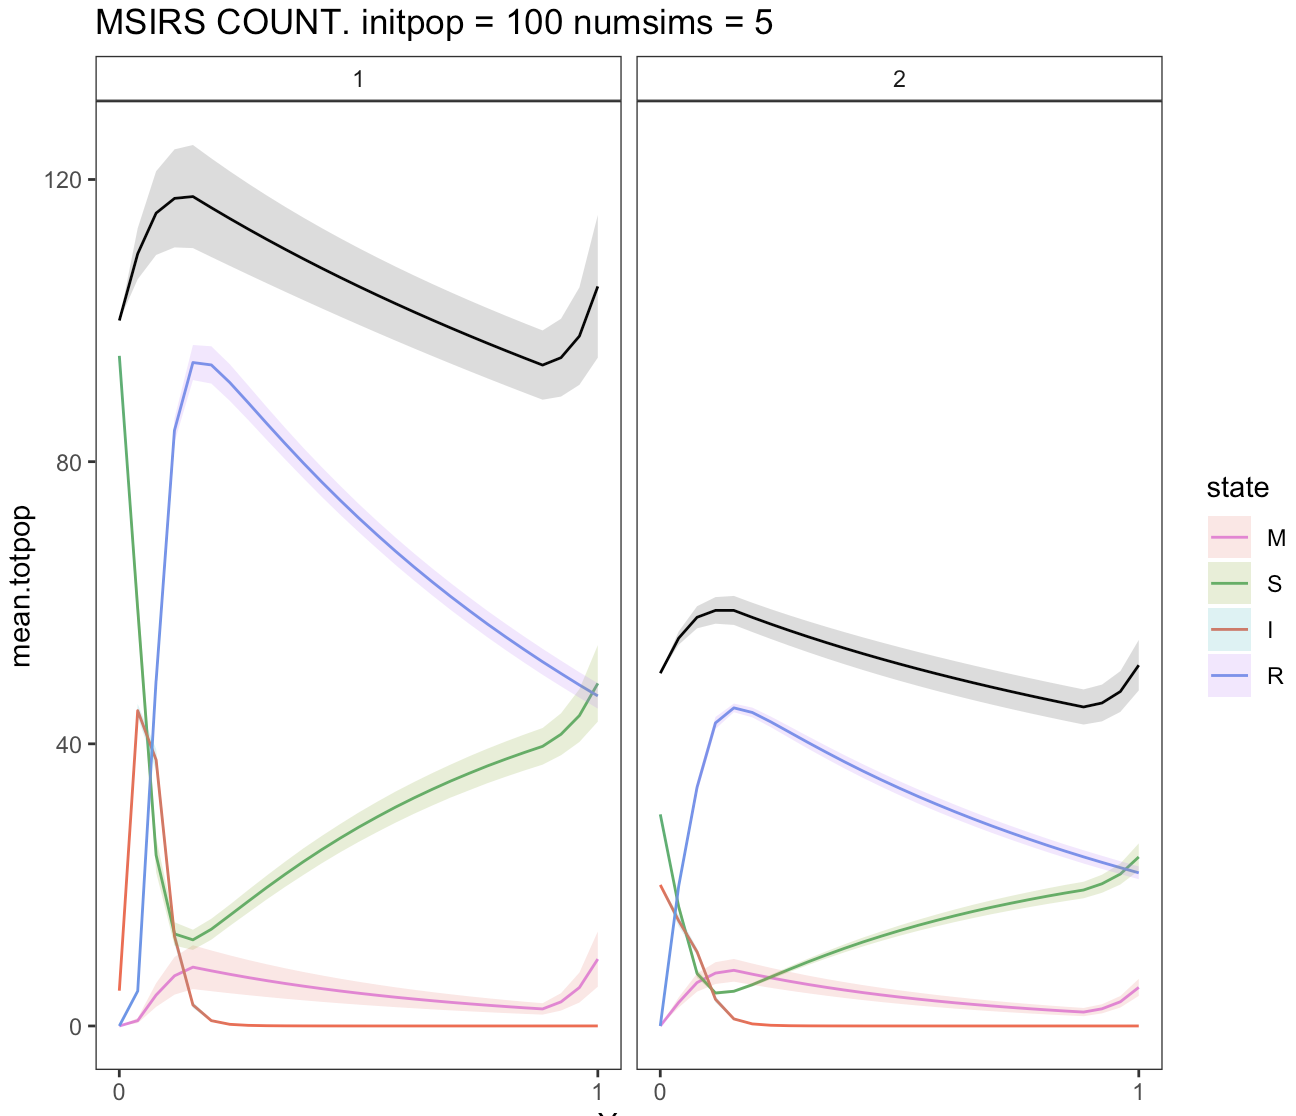 MSIRS COUNT. initpop = 100 numsims = 5
1
2
120
80
40
0
mean.totpop
0
1
0
1
state
M
S
I
R